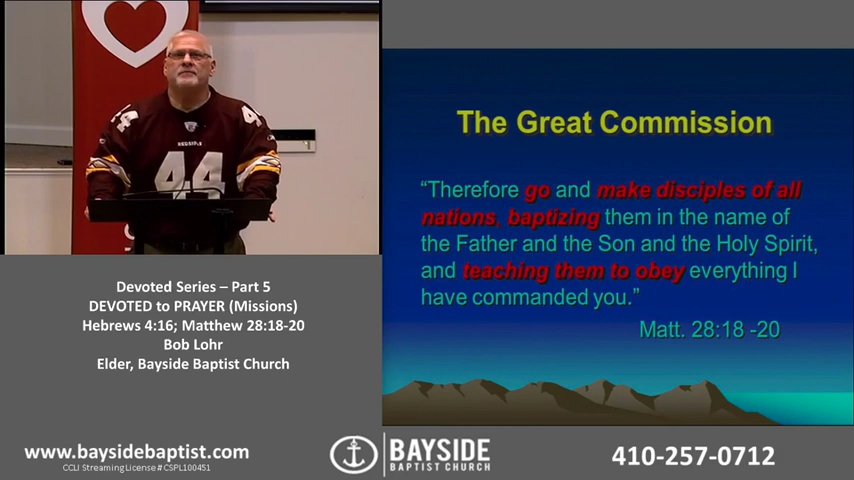 44
44
REDSKINS
44
Devoted Series – Part 5
DEVOTED to PRAYER (Missions)
Hebrews 4:16; Matthew 28:18-20
Bob Lohr
Elder, Bayside Baptist Church
The Great Commission
“Therefore go and make disciples of all
nations, baptizing them in the name of
the Father and the Son and the Holy Spirit,
and teaching them to obey everything I
have commanded you.”
Matt. 28:18 -20
www.baysidebaptist.com
CCLI Streaming License # CSPL100451
BAYSIDE
BAPTIST CHURCH
410-257-0712